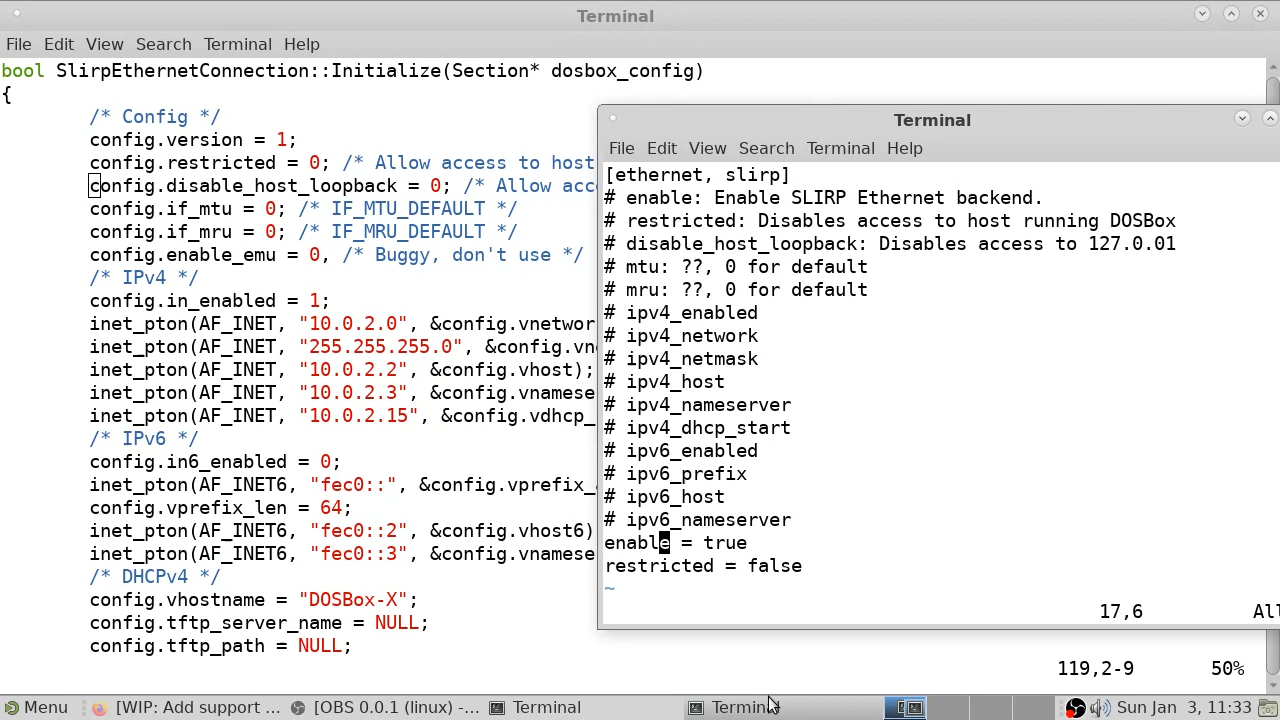 Terminal
File Edit View Search Terminal Help
bool SlirpEthernetConnection::Initialize(Section* dosbox_config)
{
/* Config */
config.version = 1;
config.restricted = 0; /* Allow access to host
config.disable_host_loopback = 0; /* Allow acc
config.if_mtu = 0; /* IF_MTU_DEFAULT */
config.if_mru = 0; /* IF_MRU_DEFAULT */
config.enable_emu = 0, /* Buggy, don't use */
/* IPv4 */
config.in_enabled = 1;
inet_pton(AF_INET, "10.0.2.0", &config.vnetwor
inet_pton(AF_INET, "255.255.255.0", &config.vn
inet_pton(AF_INET, "10.0.2.2", &config.vhost);
inet_pton(AF_INET, "10.0.2.3", &config.vnamese
inet_pton(AF_INET, "10.0.2.15", &config.vdhcp_
/* IPv6 */
config.in6_enabled = 0;
inet_pton(AF_INET6, "fec0::", &config.vprefix_
config.vprefix_len = 64;
inet_pton(AF_INET6, "fec0::2", &config.vhost6)
inet_pton(AF_INET6, "fec0::3", &config.vnamese
/* DHCPv4 */
config.vhostname = "DOSBox-X";
config.tftp_server_name = NULL;
config.tftp_path = NULL;
119,2-9 50%
Terminal
File Edit View Search Terminal Help
[ethernet, slirp]
# enable: Enable SLIRP Ethernet backend.
# restricted: Disables access to host running DOSBox
# disable_host_loopback: Disables access to 127.0.01
# mtu: ??, 0 for default
# mru: ??, 0 for default
# ipv4_enabled
# ipv4_network
# ipv4_netmask
# ipv4_host
# ipv4_nameserver
# ipv4_dhcp_start
# ipv6_enabled
# ipv6_prefix
# ipv6_host
# ipv6_nameserver
enable = true
restricted = false
~
17,6 All
Menu [WIP: Add support ... [OBS 0.0.1 (linux) -... Terminal Terminal Sun Jan 3, 11:33